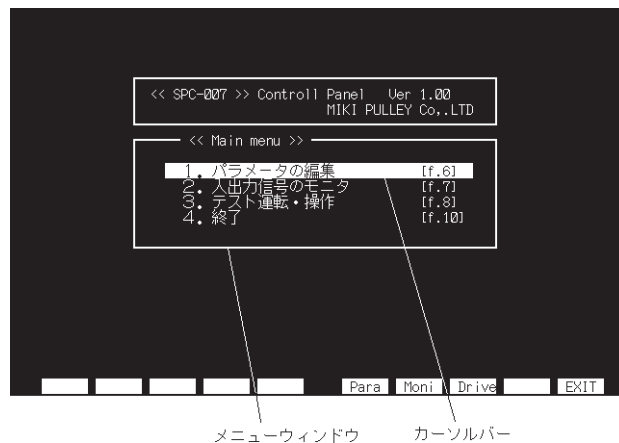 << SPC-007 >> Controll Panel Ver 1.00
MIKI PULLEY Co,.LTD
<< Main menu >>
1. パラメータの編集 [f.6]
2. 入出力信号のモニタ [f.7]
3. テスト運転・操作 [f.8]
4. 終了 [f.10]
Para Moni Drive EXIT
メニューウィンドウ カーソルバー